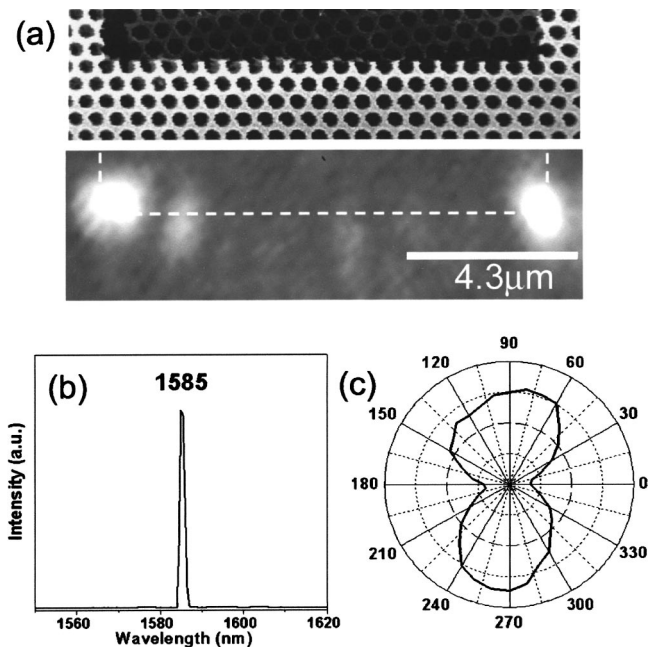 (a)
4.3μm
(b)
1585
Intensity (a.u.)
1560 1580 1600 1620
Wavelength (nm)
(c)
90
120 60
150 30
180 0
210 330
240 300
270